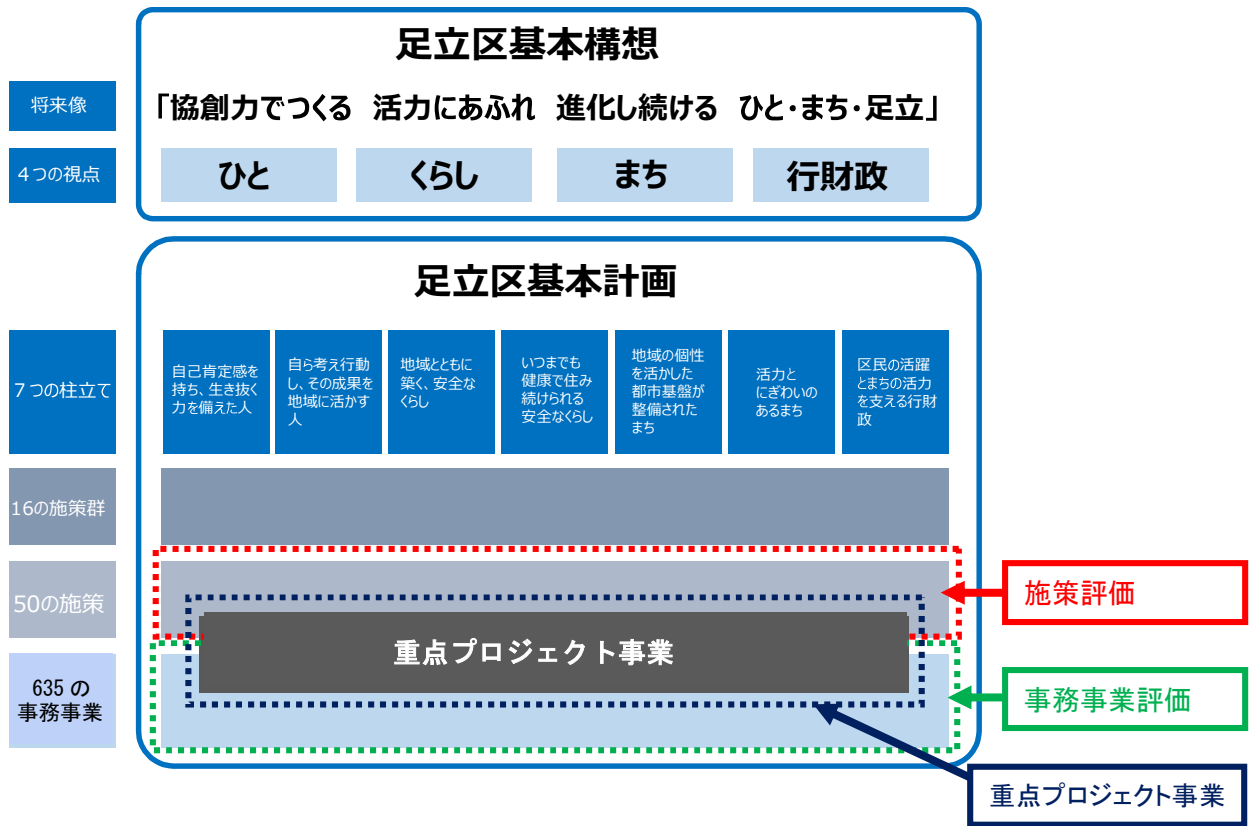 足立区基本構想
将来像
「協創力でつくる 活力にあふれ 進化し続ける ひと・まち・足立」
4つの視点
ひと
くらし
まち
行財政
足立区基本計画
7つの柱立て
自己肯定感を
持ち、生き抜く
力を備えた人
自ら考え行動
し、その成果を
地域に活かす
人
地域とともに
築く、安全な
くらし
いつまでも
健康で住み
続けられる
安全なくらし
地域の個性
を活かした
都市基盤が
整備された
まち
活力と
にぎわいの
あるまち
区民の活躍
とまちの活力
を支える行財
政
16の施策群
50の施策
施策評価
重点プロジェクト事業
635 の
事務事業
事務事業評価
重点プロジェクト事業